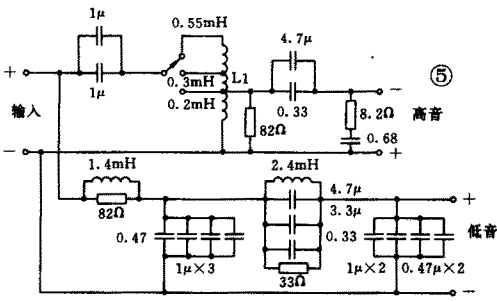 1μ
0.55mH
4.7μ
⑤
+
L1
−
1μ
0.3mH
0.33
8.2Ω
高音
输入
0.2mH
82Ω
0.68
−
+
1.4mH
2.4mH
4.7μ
+
82Ω
3.3μ
0.47
0.33
低音
1μ×3
33Ω
1μ×2
0.47μ×2
−